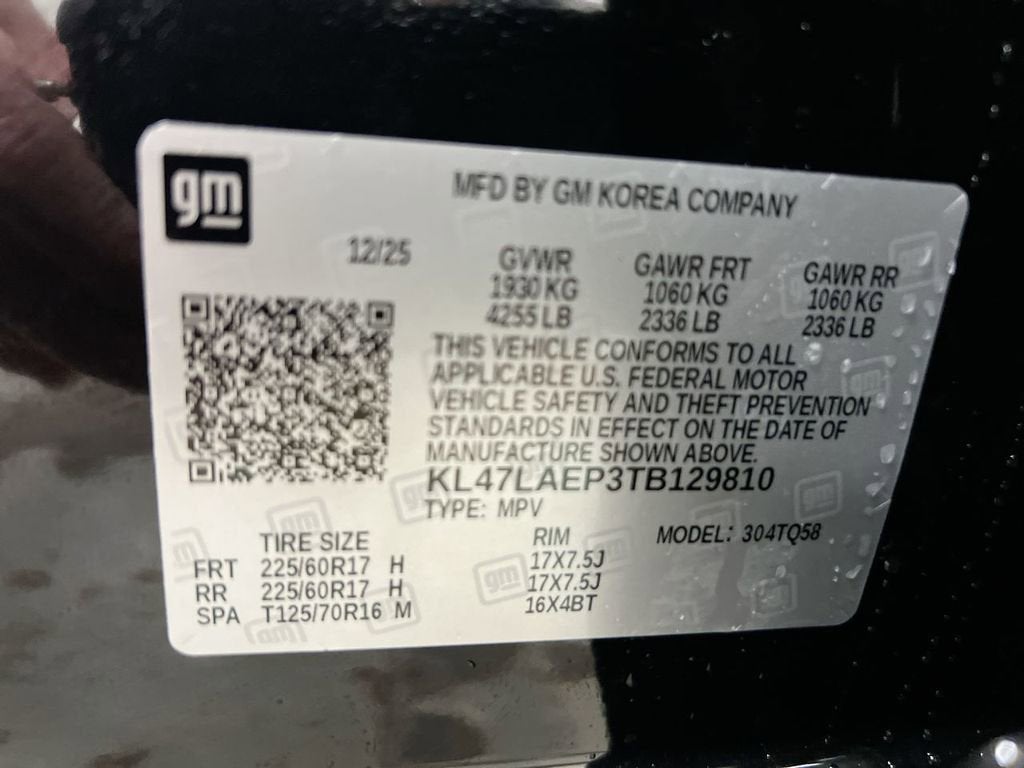 gm
MFD BY GM KOREA COMPANY
12/25
GVWR GAWR FRT GAWR RR
1930 KG 1060 KG 1060 KG
4255 LB 2336 LB 2336 LB
THIS VEHICLE CONFORMS TO ALL
APPLICABLE U.S. FEDERAL MOTOR
VEHICLE SAFETY AND THEFT PREVENTION
STANDARDS IN EFFECT ON THE DATE OF
MANUFACTURE SHOWN ABOVE.
KL47LAEP3TB129810
TYPE: MPV
TIRE SIZE RIM MODEL: 304TQ58
FRT 225/60R17 H 17X7.5J
RR 225/60R17 H 17X7.5J
SPA T125/70R16 M 16X4BT